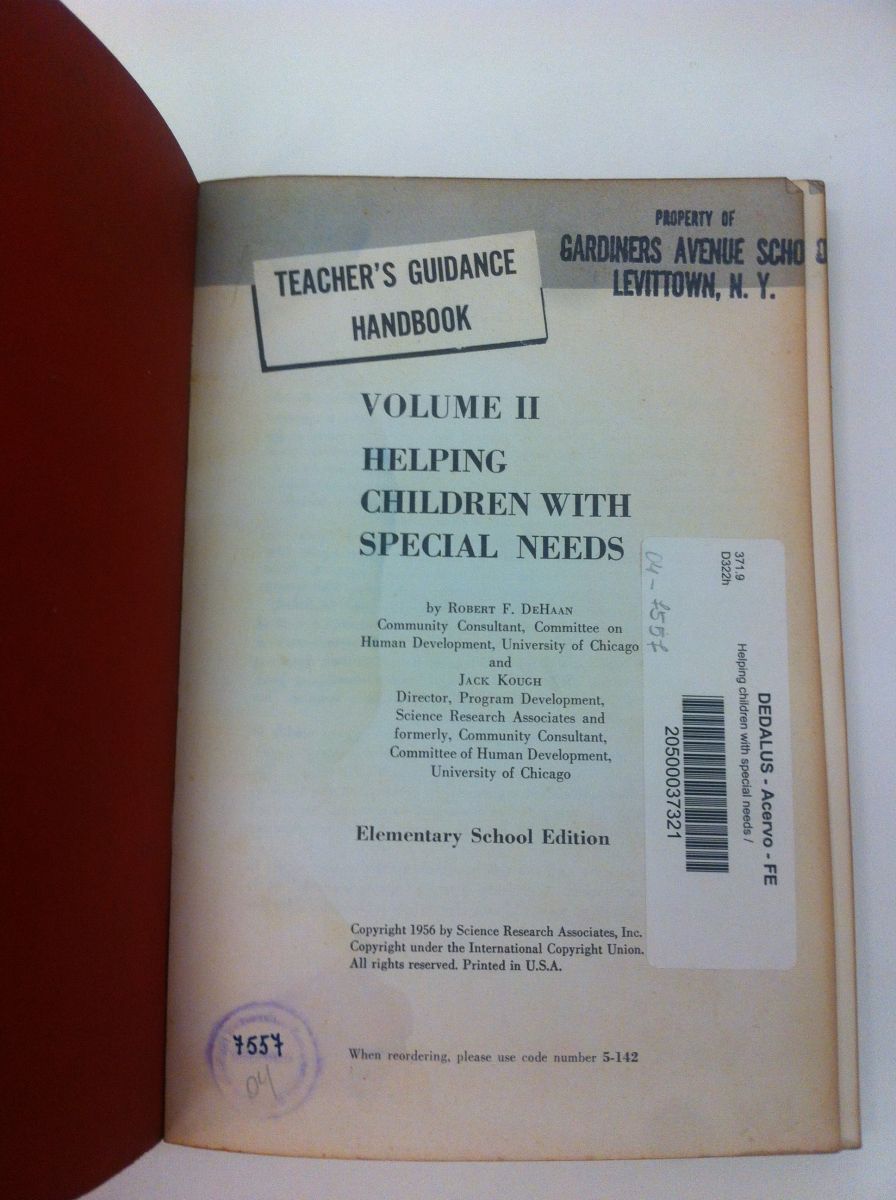 PROPERTY OF
GARDINERS AVENUE SCHO
LEVITTOWN, N. Y.
TEACHER'S GUIDANCE
HANDBOOK
VOLUME II
HELPING
CHILDREN WITH
SPECIAL NEEDS
by ROBERT F. DEHAAN
Community Consultant, Committee on
Human Development, University of Chicago
and
JACK KOUGH
Director, Program Development,
Science Research Associates and
formerly, Community Consultant,
Committee of Human Development,
University of Chicago
Elementary School Edition
Copyright 1956 by Science Research Associates, Inc.
Copyright under the International Copyright Union.
All rights reserved. Printed in U.S.A.
When reordering, please use code number 5-142
DEDALUS - Acervo - FE
Helping children with special needs /
371.9
D322h
20500037321
04-7557
7557
04